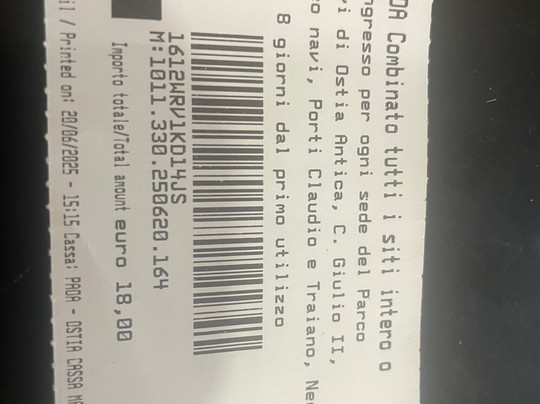 OA Combinato tutti i siti intero o
ngresso per ogni sede del Parco
vi di Ostia Antica, C. Giulio II,
o navi, Porti Claudio e Traiano, Ne
8 giorni dal primo utilizzo
1612WRV1KD14JS
M:1011.330.250620.164
Importo totale/Total amount euro 18,00
il / Printed on: 20/06/2025 - 15:15 Cassa: PAOA - OSTIA CASSA MA